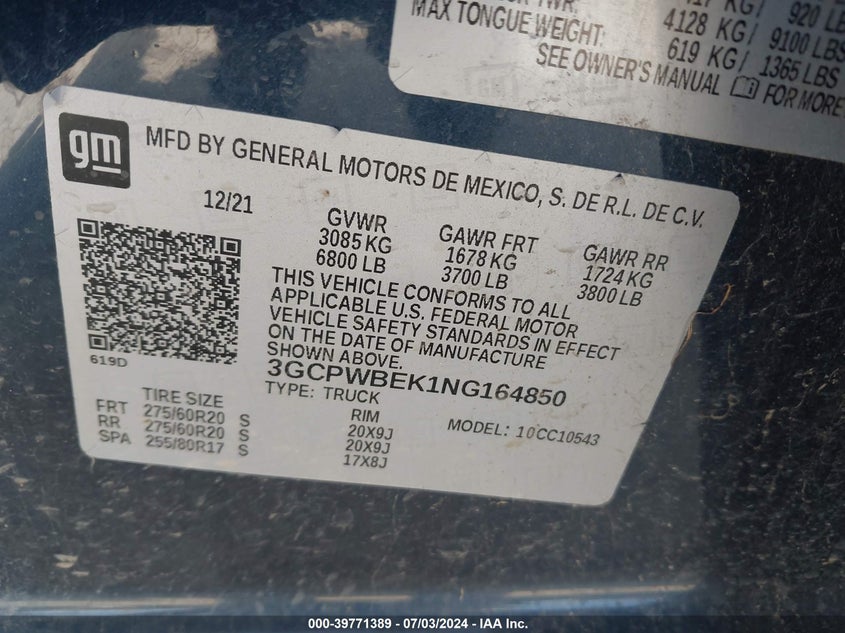 TWR: 417 KG/ 920 LB
MAX TONGUE WEIGHT: 4128 KG/ 9100 LBS
619 KG/ 1365 LBS
SEE OWNER'S MANUAL FOR MORE
gm
MFD BY GENERAL MOTORS DE MEXICO, S. DE R.L. DE C.V.
12/21
GVWR GAWR FRT GAWR RR
3085 KG 1678 KG 1724 KG
6800 LB 3700 LB 3800 LB
THIS VEHICLE CONFORMS TO ALL
APPLICABLE U.S. FEDERAL MOTOR
VEHICLE SAFETY STANDARDS IN EFFECT
ON THE DATE OF MANUFACTURE
SHOWN ABOVE.
619D
3GCPWBEK1NG164850
TYPE: TRUCK
MODEL: 10CC10543
TIRE SIZE RIM
FRT 275/60R20 S 20X9J
RR 275/60R20 S 20X9J
SPA 255/80R17 S 17X8J
000-39771389 - 07/03/2024 - IAA Inc.